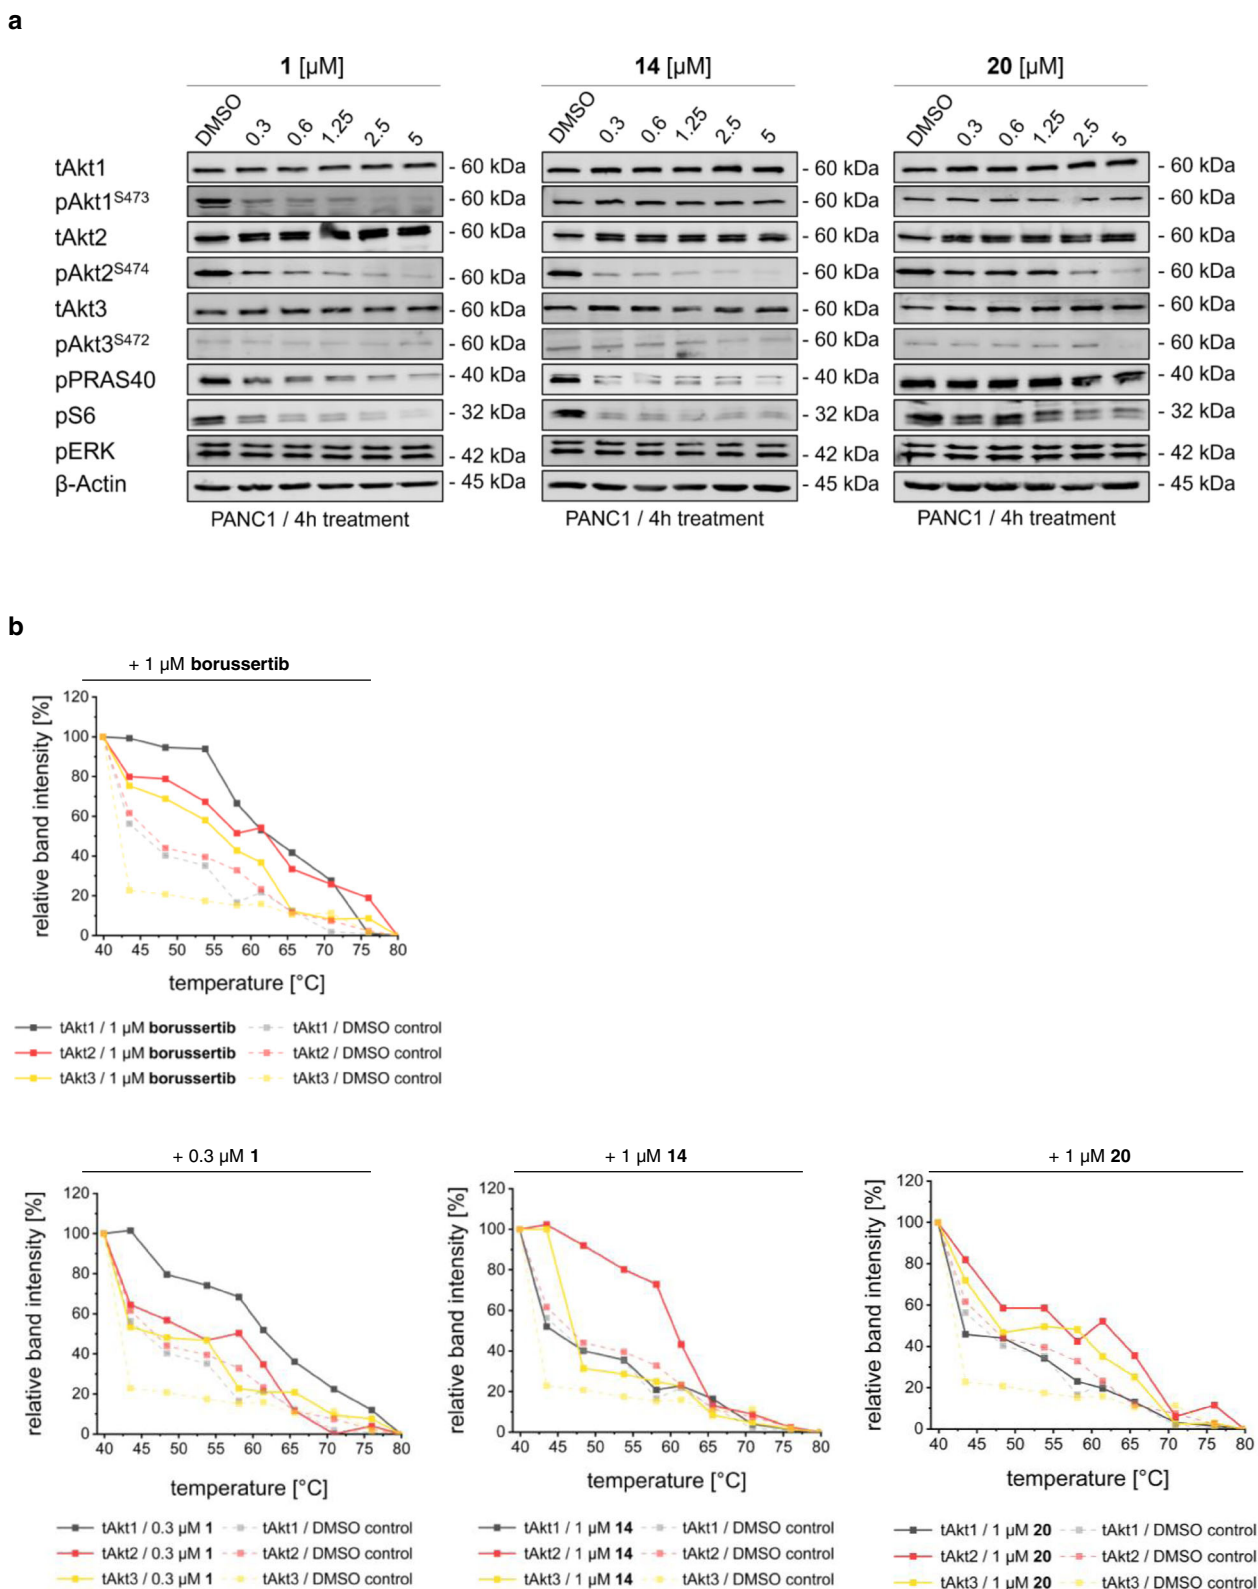 a
1 [µM]
DMSO 0.3 0.6 1.25 2.5 5
14 [µM]
DMSO 0.3 0.6 1.25 2.5 5
20 [µM]
DMSO 0.3 0.6 1.25 2.5 5
tAkt1 - 60 kDa - 60 kDa - 60 kDa
pAkt1S473 - 60 kDa - 60 kDa - 60 kDa
tAkt2 - 60 kDa - 60 kDa - 60 kDa
pAkt2S474 - 60 kDa - 60 kDa - 60 kDa
tAkt3 - 60 kDa - 60 kDa - 60 kDa
pAkt3S472 - 60 kDa - 60 kDa - 60 kDa
pPRAS40 - 40 kDa - 40 kDa - 40 kDa
pS6 - 32 kDa - 32 kDa - 32 kDa
pERK - 42 kDa - 42 kDa - 42 kDa
β-Actin - 45 kDa - 45 kDa - 45 kDa
PANC1 / 4h treatment PANC1 / 4h treatment PANC1 / 4h treatment
b
+ 1 µM borussertib
relative band intensity [%]
120
100
80
60
40
20
0
40 45 50 55 60 65 70 75 80
temperature [°C]
tAkt1 / 1 µM borussertib tAkt1 / DMSO control
tAkt2 / 1 µM borussertib tAkt2 / DMSO control
tAkt3 / 1 µM borussertib tAkt3 / DMSO control
+ 0.3 µM 1
relative band intensity [%]
120
100
80
60
40
20
0
40 45 50 55 60 65 70 75 80
temperature [°C]
tAkt1 / 0.3 µM 1 tAkt1 / DMSO control
tAkt2 / 0.3 µM 1 tAkt2 / DMSO control
tAkt3 / 0.3 µM 1 tAkt3 / DMSO control
+ 1 µM 14
relative band intensity [%]
120
100
80
60
40
20
0
40 45 50 55 60 65 70 75 80
temperature [°C]
tAkt1 / 1 µM 14 tAkt1 / DMSO control
tAkt2 / 1 µM 14 tAkt2 / DMSO control
tAkt3 / 1 µM 14 tAkt3 / DMSO control
+ 1 µM 20
relative band intensity [%]
120
100
80
60
40
20
0
40 45 50 55 60 65 70 75 80
temperature [°C]
tAkt1 / 1 µM 20 tAkt1 / DMSO control
tAkt2 / 1 µM 20 tAkt2 / DMSO control
tAkt3 / 1 µM 20 tAkt3 / DMSO control